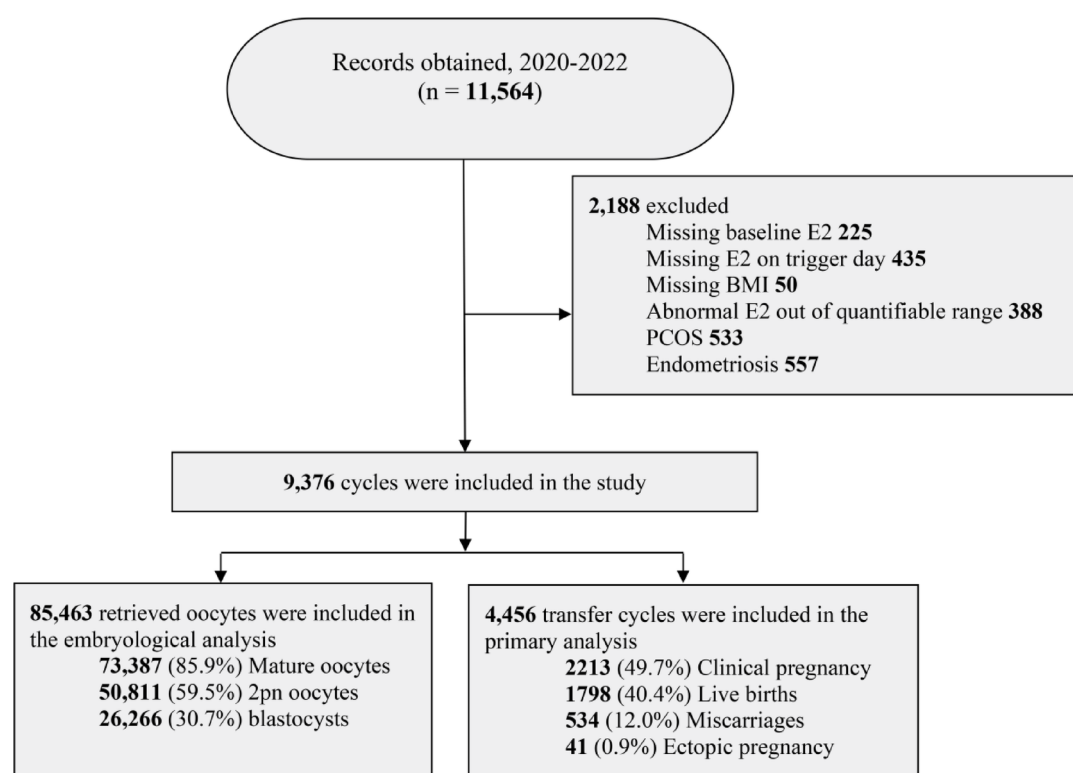 Records obtained, 2020-2022
(n = 11,564)
2,188 excluded
Missing baseline E2 225
Missing E2 on trigger day 435
Missing BMI 50
Abnormal E2 out of quantifiable range 388
PCOS 533
Endometriosis 557
9,376 cycles were included in the study
85,463 retrieved oocytes were included in
the embryological analysis
73,387 (85.9%) Mature oocytes
50,811 (59.5%) 2pn oocytes
26,266 (30.7%) blastocysts
4,456 transfer cycles were included in the
primary analysis
2213 (49.7%) Clinical pregnancy
1798 (40.4%) Live births
534 (12.0%) Miscarriages
41 (0.9%) Ectopic pregnancy